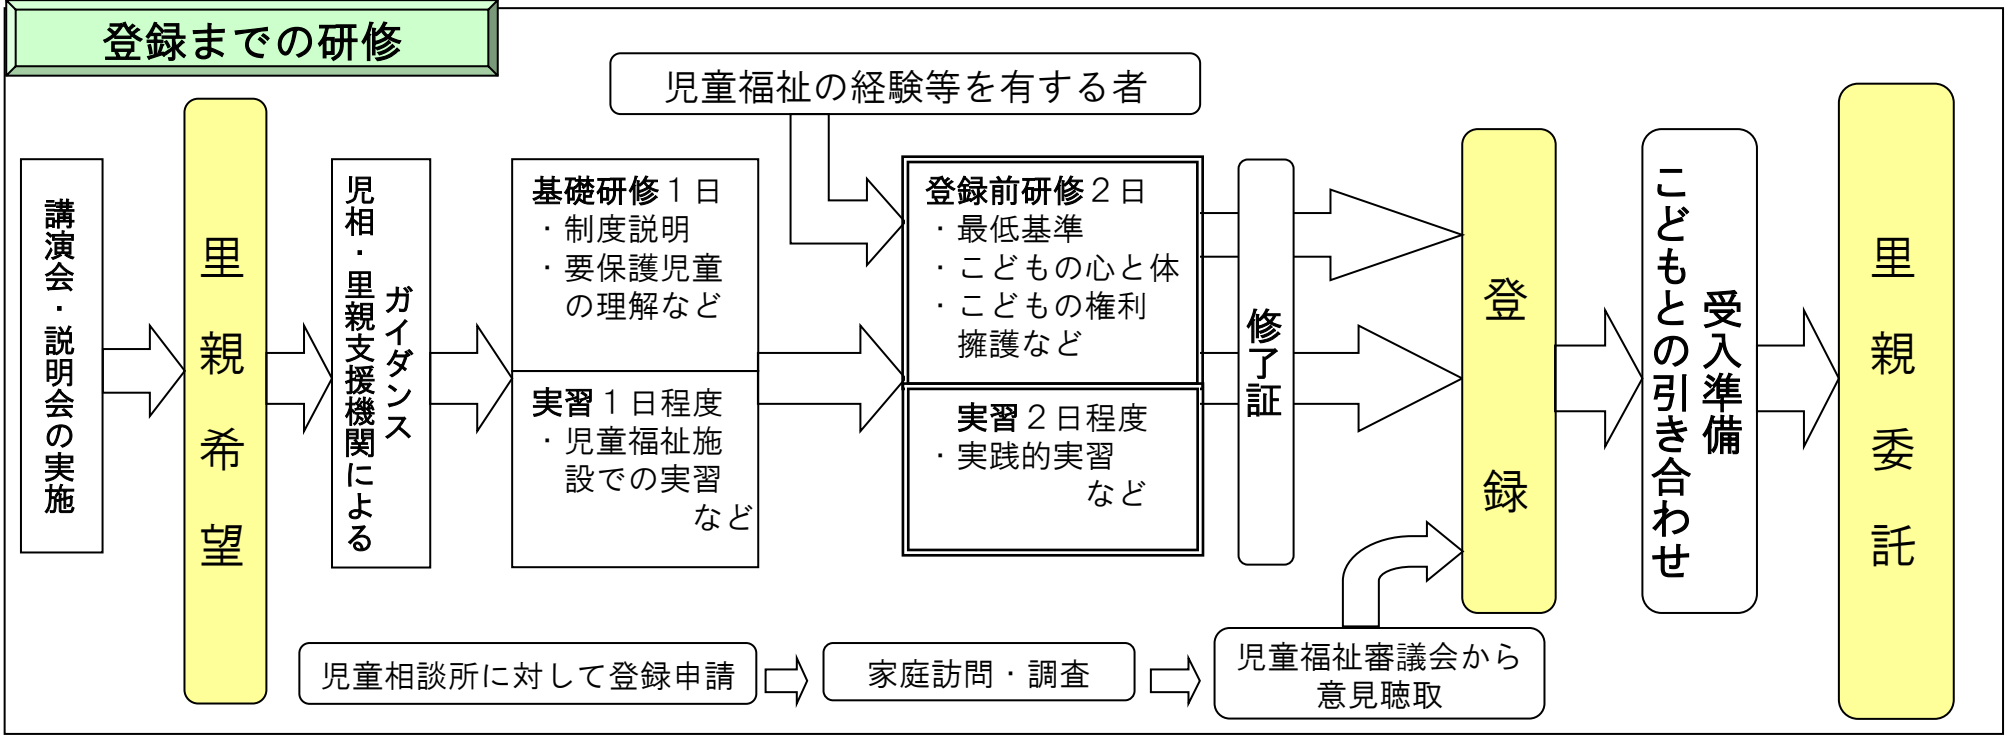 登録までの研修
児童福祉の経験等を有する者
講演会・説明会の実施
里親希望
児相・里親支援機関による
ガイダンス
基礎研修１日
・制度説明
・要保護児童
の理解など
実習１日程度
・児童福祉施
設での実習
など
登録前研修２日
・最低基準
・こどもの心と体
・こどもの権利
擁護など
実習２日程度
・実践的実習
など
修了証
登録
受入準備
こどもとの引き合わせ
里親委託
児童相談所に対して登録申請
家庭訪問・調査
児童福祉審議会から
意見聴取